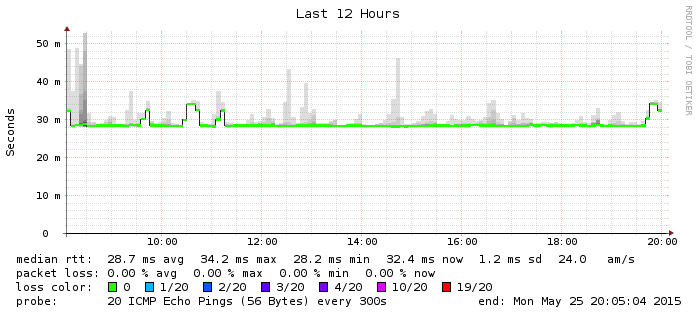 Last 12 Hours
RRDTOOL / TOBI OETIKER
Seconds
50 m
40 m
30 m
20 m
10 m
0
10:00 12:00 14:00 16:00 18:00 20:00
median rtt: 28.7 ms avg 34.2 ms max 28.2 ms min 32.4 ms now 1.2 ms sd 24.0 am/s
packet loss: 0.00 % avg 0.00 % max 0.00 % min 0.00 % now
loss color: 0 1/20 2/20 3/20 4/20 10/20 19/20
probe: 20 ICMP Echo Pings (56 Bytes) every 300s end: Mon May 25 20:05:04 2015